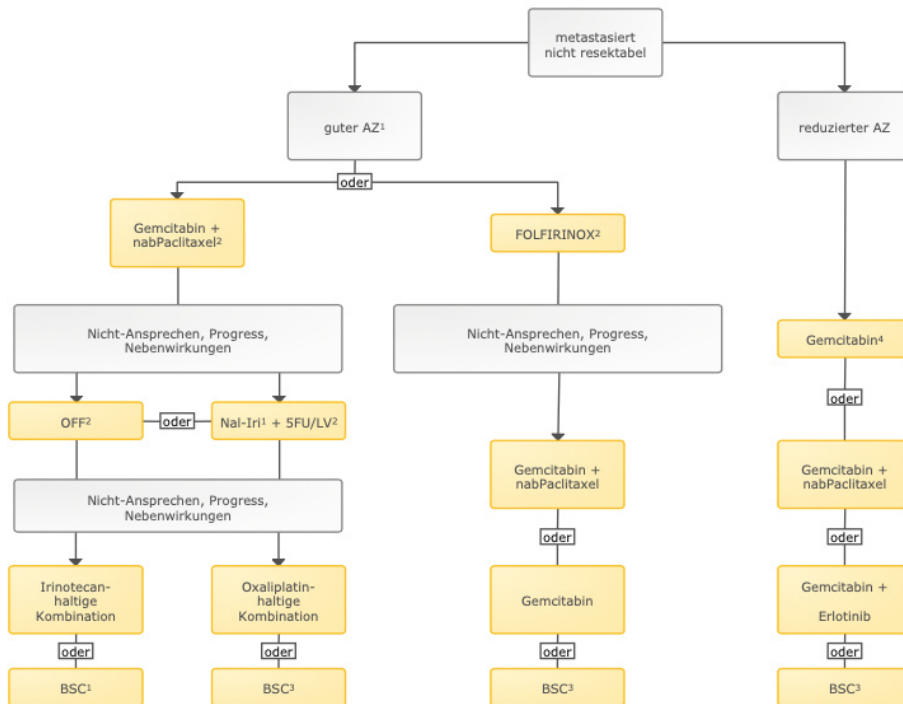 metastasiert
nicht resektabel
guter AZ¹
reduzierter AZ
oder
Gemcitabin +
nabPaclitaxel²
FOLFIRINOX²
Nicht-Ansprechen, Progress,
Nebenwirkungen
Nicht-Ansprechen, Progress,
Nebenwirkungen
Gemcitabin⁴
oder
OFF²
oder
Nal-Iri¹ + 5FU/LV²
Gemcitabin +
nabPaclitaxel
Gemcitabin +
nabPaclitaxel
Nicht-Ansprechen, Progress,
Nebenwirkungen
oder
oder
Irinotecan-
haltige
Kombination
Oxaliplatin-
haltige
Kombination
Gemcitabin
Gemcitabin +
Erlotinib
oder
oder
oder
oder
BSC¹
BSC³
BSC³
BSC³